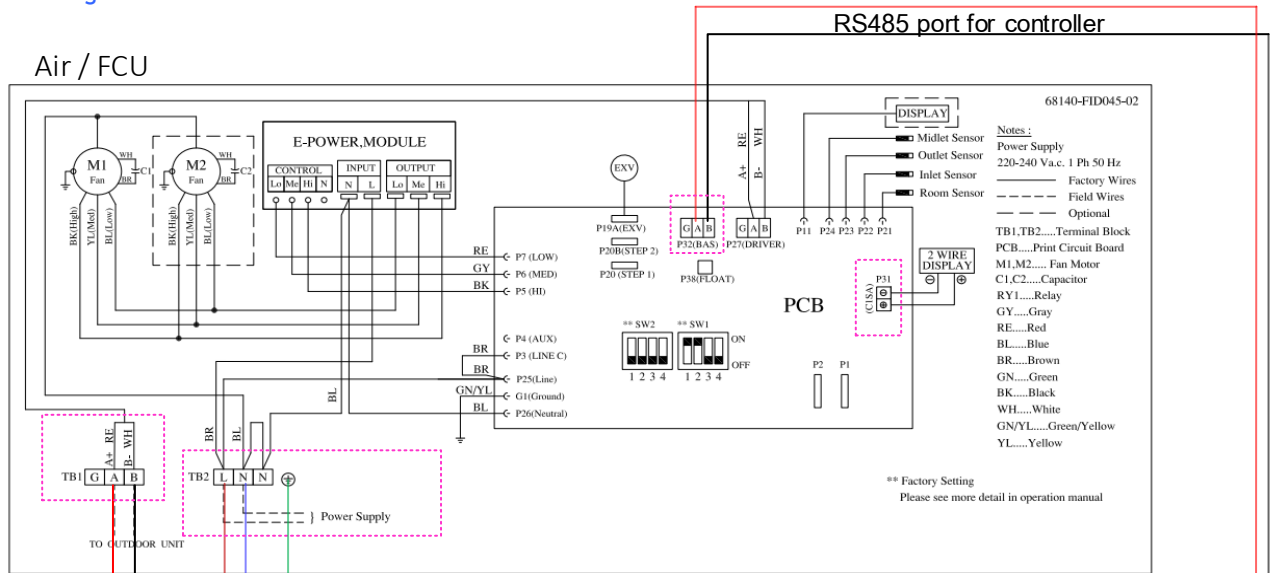 RS485 port for controller
Air / FCU
68140-FID045-02
DISPLAY
Midlet Sensor
Outlet Sensor
Inlet Sensor
Room Sensor
Notes :
Power Supply
220-240 Va.c. 1 Ph 50 Hz
Factory Wires
Field Wires
Optional
TB1,TB2.....Terminal Block
PCB.....Print Circuit Board
M1,M2..... Fan Motor
C1,C2.....Capacitor
RY1.....Relay
GY.....Gray
RE.....Red
BL.....Blue
BR.....Brown
GN.....Green
BK.....Black
WH.....White
GN/YL.....Green/Yellow
YL.....Yellow
M1
Fan
WH
C1
BR
M2
Fan
WH
C2
BR
BK(High)
YL(Med)
BL(Low)
BK(High)
YL(Med)
BL(Low)
E-POWER,MODULE
CONTROL
Lo Me Hi N
INPUT
N L
OUTPUT
Lo Me Hi
EXV
P19A(EXV)
P20B(STEP 2)
P20 (STEP 1)
A+ RE
B- WH
G A B
P32(BAS)
G A B
P27(DRIVER)
P38(FLOAT)
P11 P24 P23 P22 P21
2 WIRE
DISPLAY
P31
(C1SA)
PCB
RE P7 (LOW)
GY P6 (MED)
BK P5 (HI)
P4 (AUX)
BR P3 (LINE C)
BR P25(Line)
GN/YL G1(Ground)
BL P26(Neutral)
** SW2
1 2 3 4
** SW1
ON
OFF
1 2 3 4
P2 P1
BL
BR
BL
A+ RE
B- WH
TB1 G A B
TB2 L N N
Power Supply
TO OUTDOOR UNIT
** Factory Setting
Please see more detail in operation manual